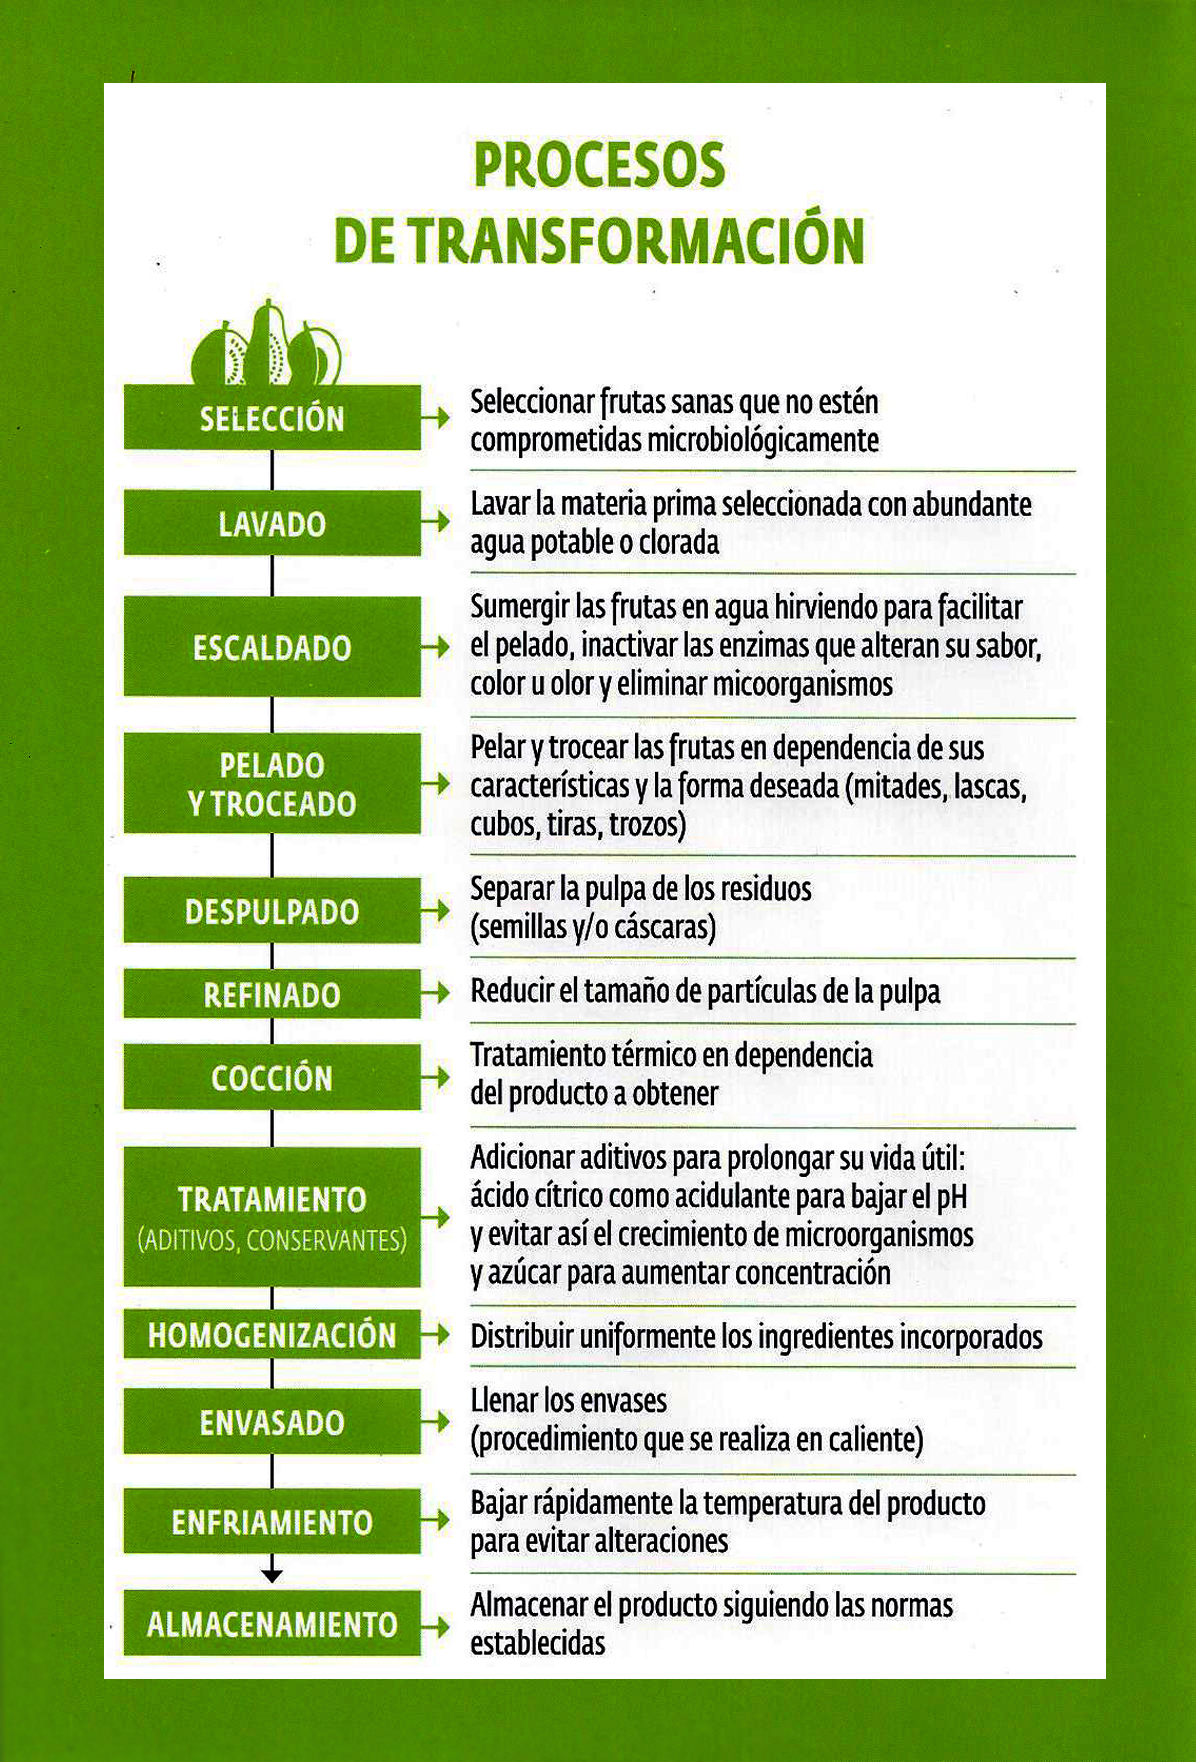 PROCESOS
DE TRANSFORMACIÓN
SELECCIÓN
Seleccionar frutas sanas que no estén
comprometidas microbiológicamente
LAVADO
Lavar la materia prima seleccionada con abundante
agua potable o clorada
ESCALDADO
Sumergir las frutas en agua hirviendo para facilitar
el pelado, inactivar las enzimas que alteran su sabor,
color u olor y eliminar micoorganismos
PELADO
Y TROCEADO
Pelar y trocear las frutas en dependencia de sus
características y la forma deseada (mitades, lascas,
cubos, tiras, trozos)
DESPULPADO
Separar la pulpa de los residuos
(semillas y/o cáscaras)
REFINADO
Reducir el tamaño de partículas de la pulpa
COCCIÓN
Tratamiento térmico en dependencia
del producto a obtener
TRATAMIENTO
(ADITIVOS, CONSERVANTES)
Adicionar aditivos para prolongar su vida útil:
ácido cítrico como acidulante para bajar el pH
y evitar así el crecimiento de microorganismos
y azúcar para aumentar concentración
HOMOGENIZACIÓN
Distribuir uniformente los ingredientes incorporados
ENVASADO
Llenar los envases
(procedimiento que se realiza en caliente)
ENFRIAMIENTO
Bajar rápidamente la temperatura del producto
para evitar alteraciones
ALMACENAMIENTO
Almacenar el producto siguiendo las normas
establecidas